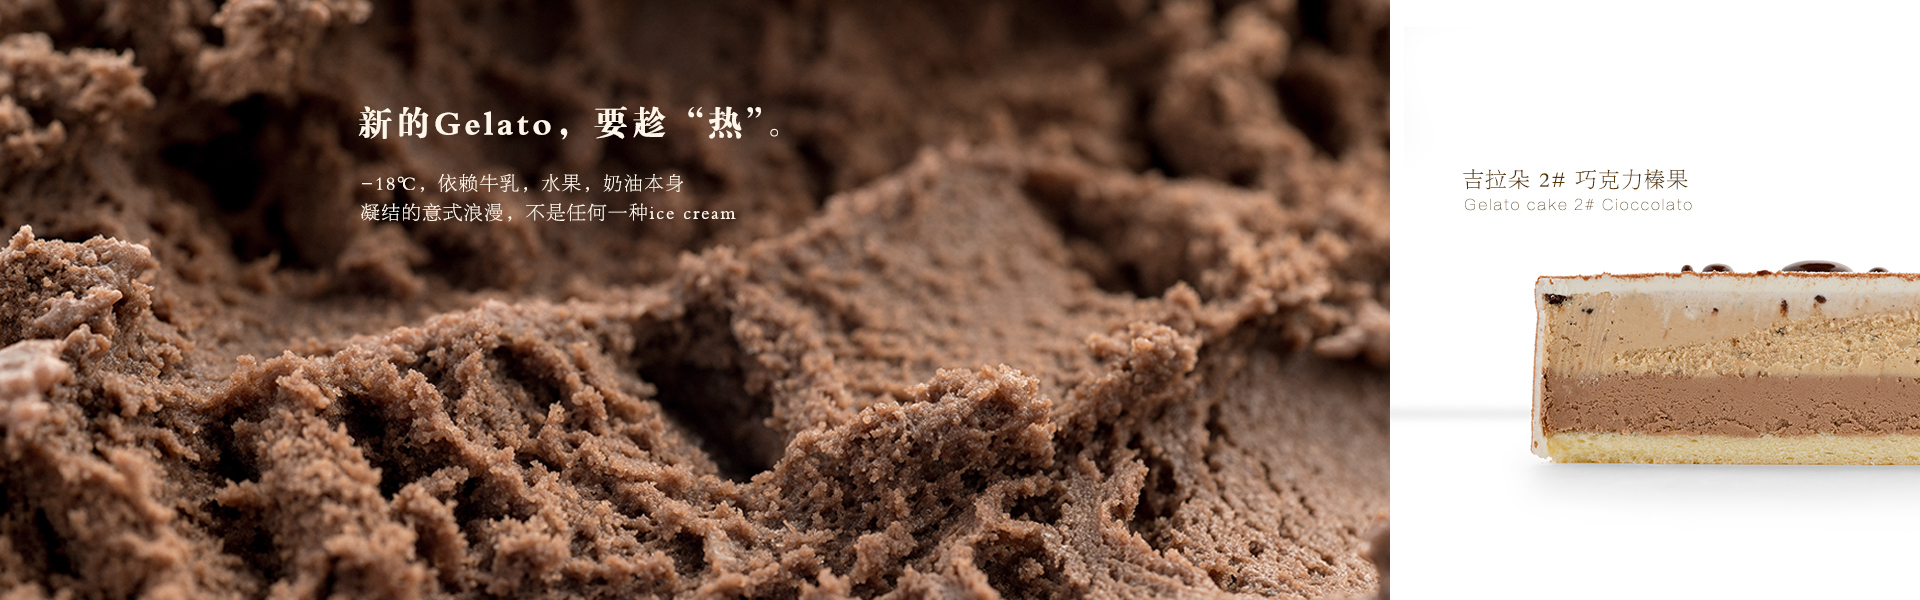 新的Gelato，要趁“热”。
-18℃，依赖牛乳，水果，奶油本身
凝结的意式浪漫，不是任何一种ice cream
吉拉朵 2# 巧克力榛果
Gelato cake 2# Cioccolato